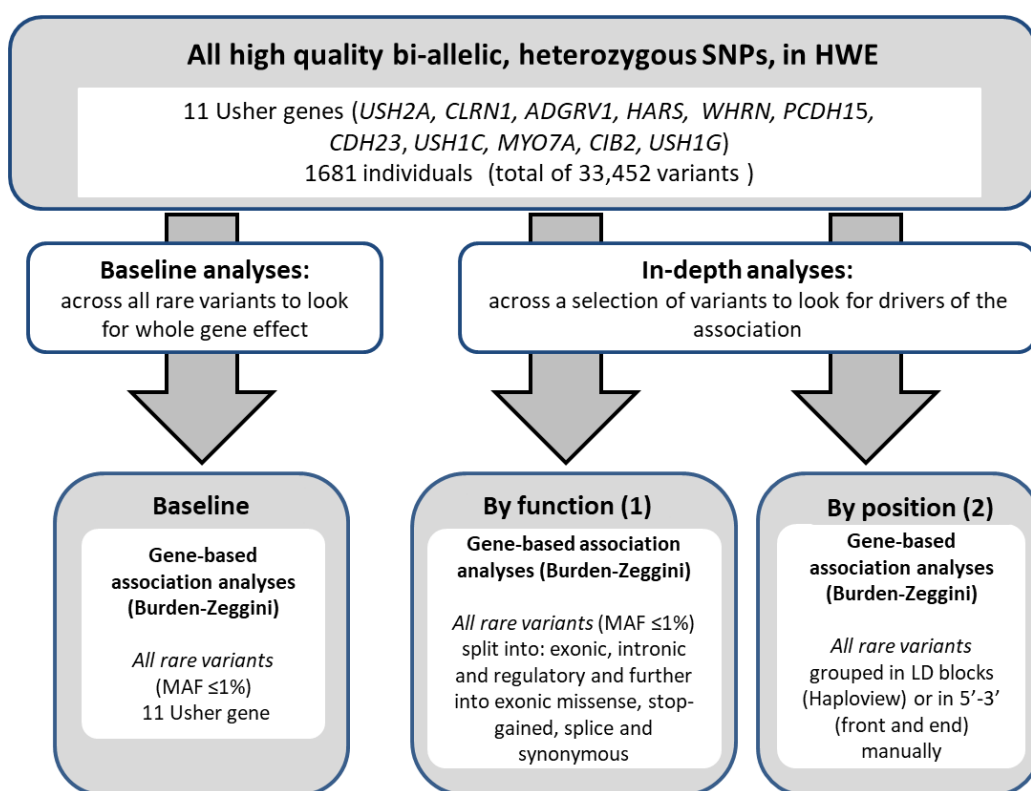 All high quality bi-allelic, heterozygous SNPs, in HWE
11 Usher genes (USH2A, CLRN1, ADGRV1, HARS, WHRN, PCDH15,
CDH23, USH1C, MYO7A, CIB2, USH1G)
1681 individuals (total of 33,452 variants )
Baseline analyses:
across all rare variants to look
for whole gene effect
In-depth analyses:
across a selection of variants to look for drivers of the
association
Baseline
Gene-based
association analyses
(Burden-Zeggini)
All rare variants
(MAF ≤1%)
11 Usher gene
By function (1)
Gene-based association
analyses (Burden-Zeggini)
All rare variants (MAF ≤1%)
split into: exonic, intronic
and regulatory and further
into exonic missense, stop-
gained, splice and
synonymous
By position (2)
Gene-based
association analyses
(Burden-Zeggini)
All rare variants
grouped in LD blocks
(Haploview) or in 5’-3’
(front and end)
manually